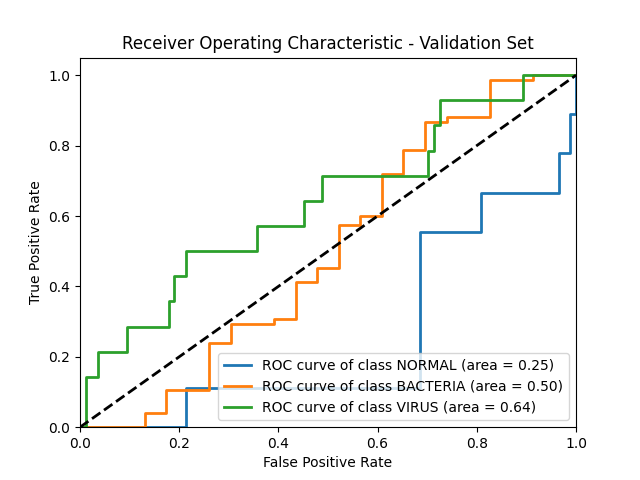 Receiver Operating Characteristic - Validation Set
True Positive Rate
1.0
0.8
0.6
0.4
0.2
0.0
ROC curve of class NORMAL (area = 0.25)
ROC curve of class BACTERIA (area = 0.50)
ROC curve of class VIRUS (area = 0.64)
0.0 0.2 0.4 0.6 0.8 1.0
False Positive Rate